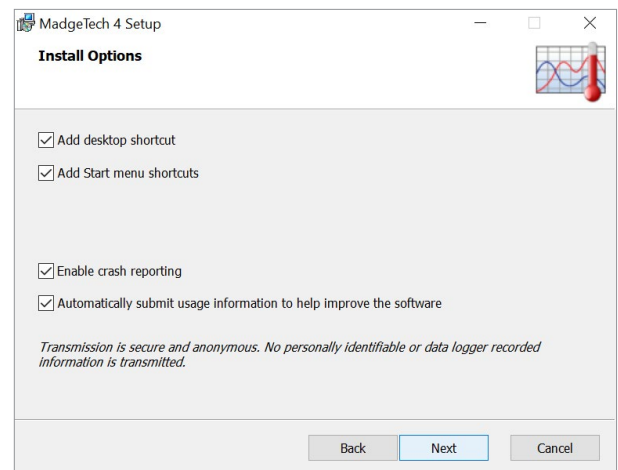 MadgeTech 4 Setup
Install Options
Add desktop shortcut
Add Start menu shortcuts
Enable crash reporting
Automatically submit usage information to help improve the software
Transmission is secure and anonymous. No personally identifiable or data logger recorded
information is transmitted.
Back Next Cancel